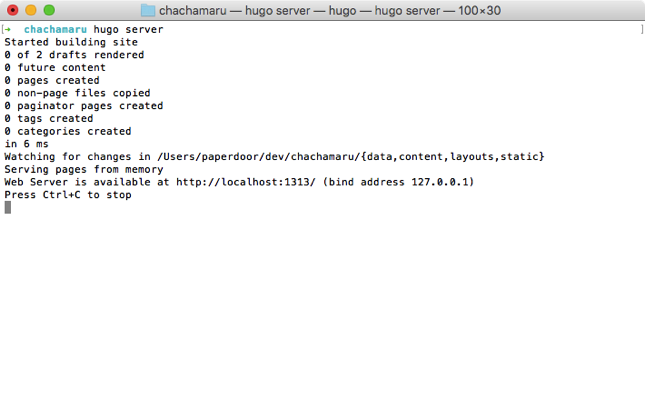 chachamaru — hugo server — hugo — hugo server — 100×30
[➜  chachamaru hugo server ]
Started building site
0 of 2 drafts rendered
0 future content
0 pages created
0 non-page files copied
0 paginator pages created
0 tags created
0 categories created
in 6 ms
Watching for changes in /Users/paperdoor/dev/chachamaru/{data,content,layouts,static}
Serving pages from memory
Web Server is available at http://localhost:1313/ (bind address 127.0.0.1)
Press Ctrl+C to stop